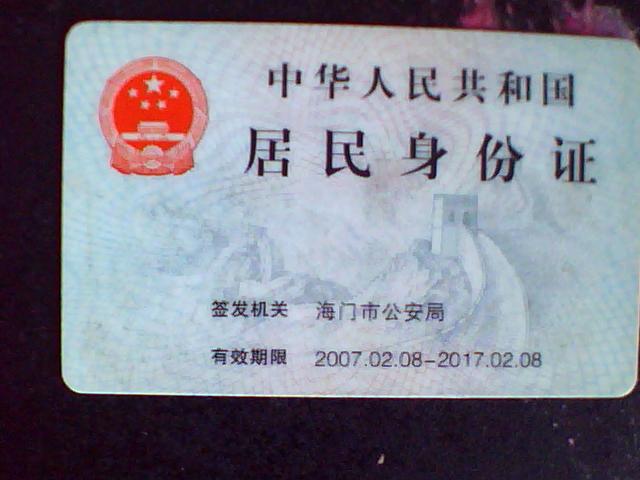 中华人民共和国
居民身份证
签发机关 海门市公安局
有效期限 2007.02.08-2017.02.08